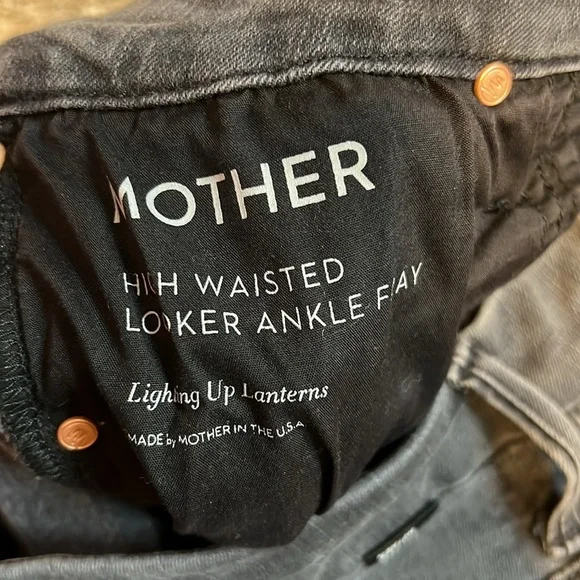 MOTHER
HIGH WAISTED
LOOKER ANKLE FRAY
Lighting Up Lanterns
MADE by MOTHER IN THE U.S.A